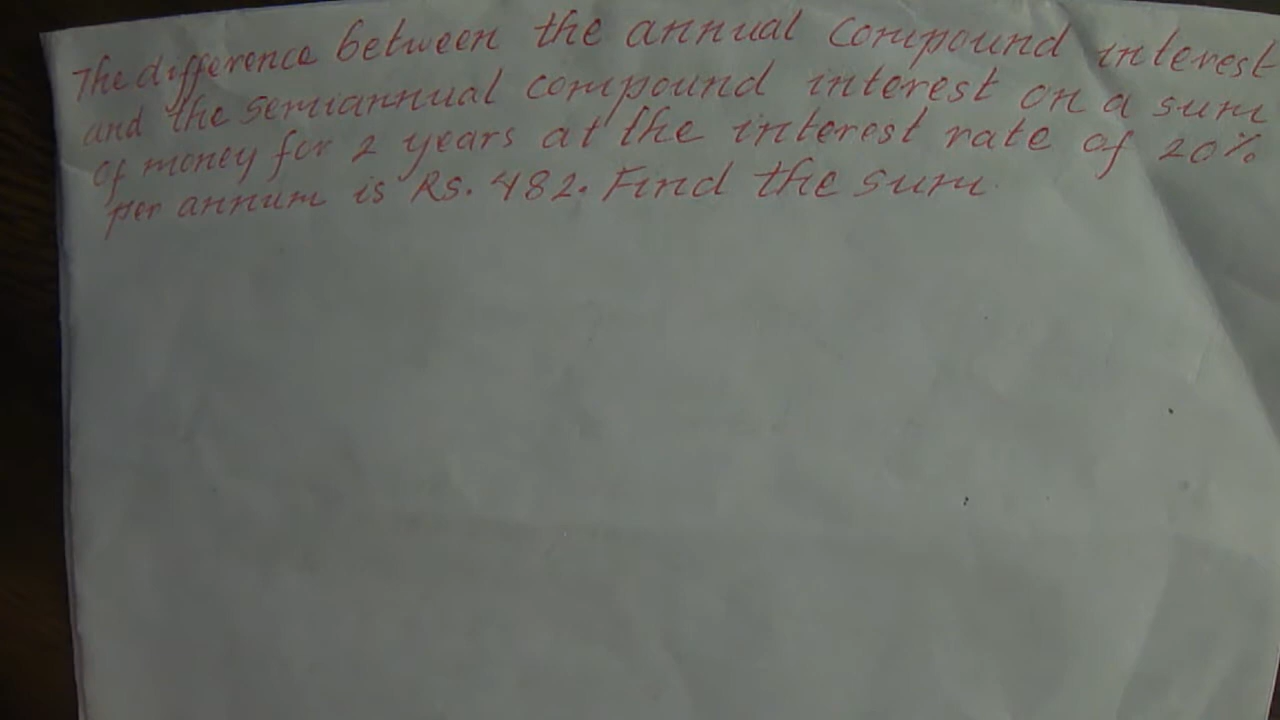 The difference between the annual compound interest
and the semiannual compound interest on a sum
of money for 2 years at the interest rate of 20%
per annum is Rs. 482. Find the sum.